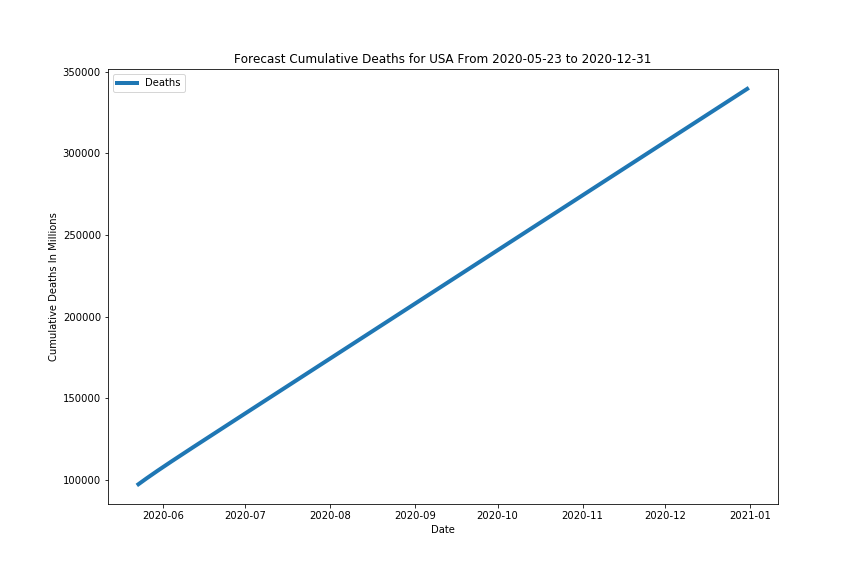 Forecast Cumulative Deaths for USA From 2020-05-23 to 2020-12-31
Deaths
Cumulative Deaths In Millions
350000
300000
250000
200000
150000
100000
2020-06 2020-07 2020-08 2020-09 2020-10 2020-11 2020-12 2021-01
Date